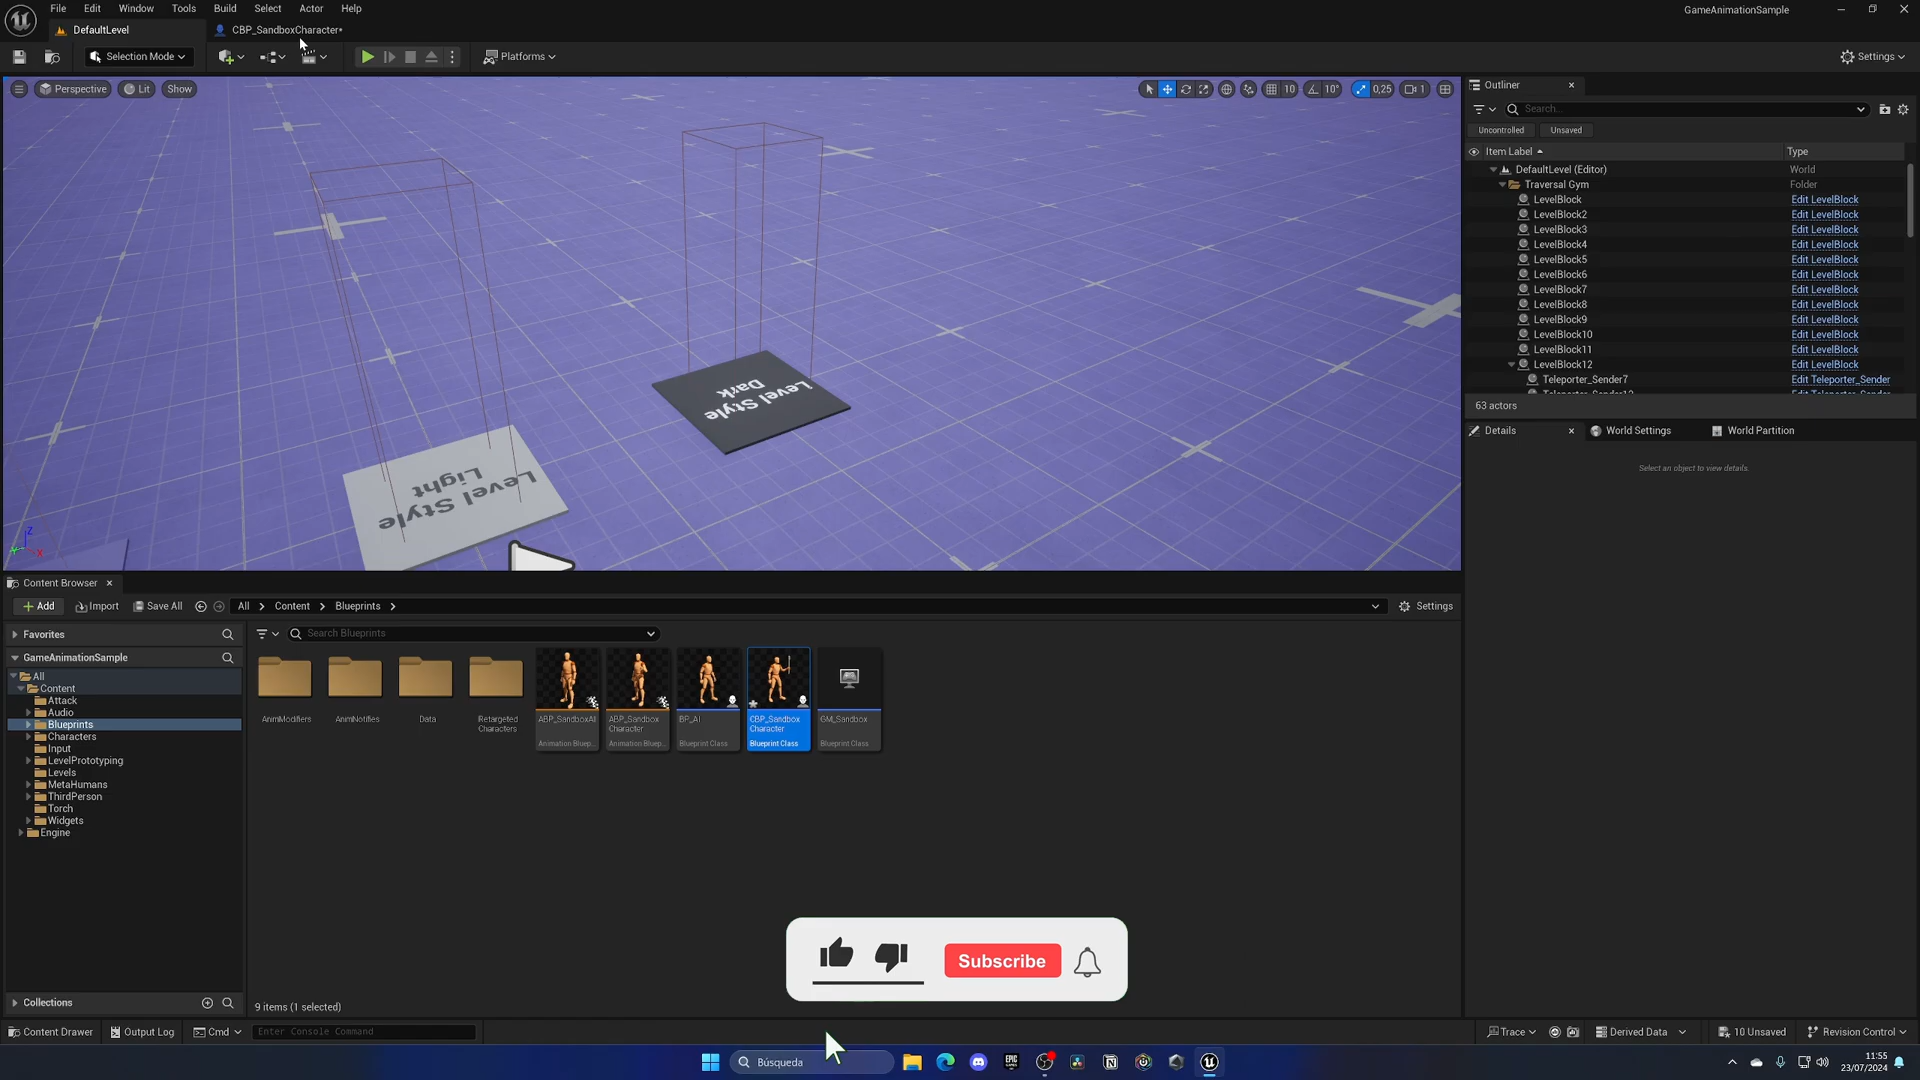 File Edit Window Tools Build Select Actor Help
GameAnimationSample
DefaultLevel
CBP_SandboxCharacter*
Selection Mode
Platforms
Settings
Perspective
Lit
Show
10
10°
0,25
1
Level Style
Dark
Level Style
Light
Z
X
Outliner
Search...
Uncontrolled
Unsaved
Item Label
Type
DefaultLevel (Editor) World
Traversal Gym Folder
LevelBlock Edit LevelBlock
LevelBlock2 Edit LevelBlock
LevelBlock3 Edit LevelBlock
LevelBlock4 Edit LevelBlock
LevelBlock5 Edit LevelBlock
LevelBlock6 Edit LevelBlock
LevelBlock7 Edit LevelBlock
LevelBlock8 Edit LevelBlock
LevelBlock9 Edit LevelBlock
LevelBlock10 Edit LevelBlock
LevelBlock11 Edit LevelBlock
LevelBlock12 Edit LevelBlock
Teleporter_Sender7 Edit Teleporter_Sender
63 actors
Details
World Settings
World Partition
Select an object to view details.
Content Browser
Add
Import
Save All
All > Content > Blueprints >
Settings
Favorites
Search Blueprints
GameAnimationSample
All
Content
Attack
Audio
Blueprints
Characters
Input
LevelPrototyping
Levels
MetaHumans
ThirdPerson
Torch
Widgets
Engine
Collections
AnimModifiers
AnimNotifies
Data
Retargeted
Characters
ABP_SandboxAI
Animation Bluep...
ABP_Sandbox
Character
Animation Bluep...
BP_AI
Blueprint Class
CBP_Sandbox
Character
Blueprint Class
GM_Sandbox
Blueprint Class
Subscribe
9 items (1 selected)
Content Drawer
Output Log
Cmd
Enter Console Command
Trace
Derived Data
10 Unsaved
Revision Control
Búsqueda
EPIC
11:55
23/07/2024